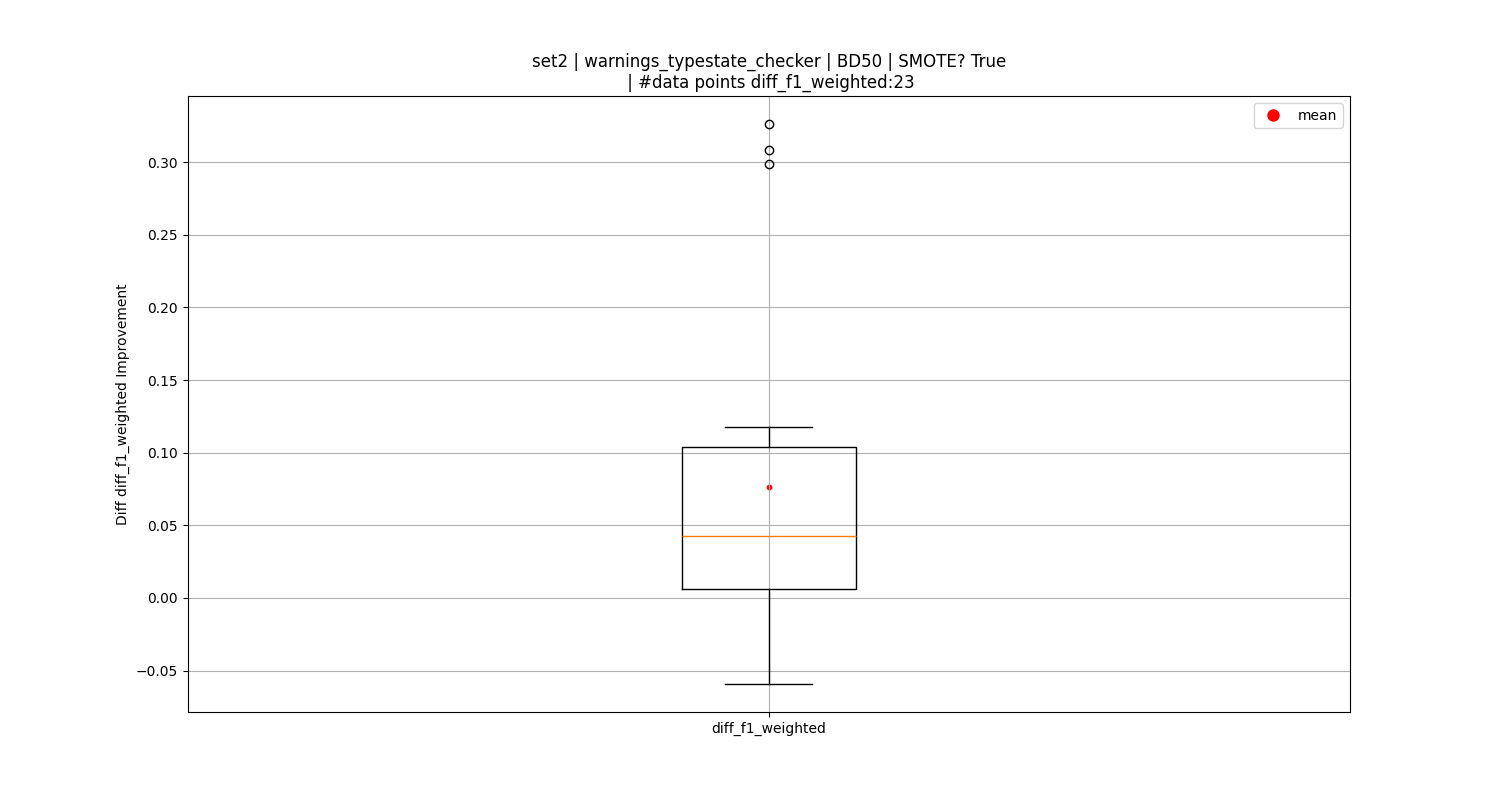 set2 | warnings_typestate_checker | BD50 | SMOTE? True
| #data points diff_f1_weighted:23
mean
0.30
0.25
0.20
0.15
0.10
0.05
0.00
−0.05
Diff diff_f1_weighted Improvement
diff_f1_weighted